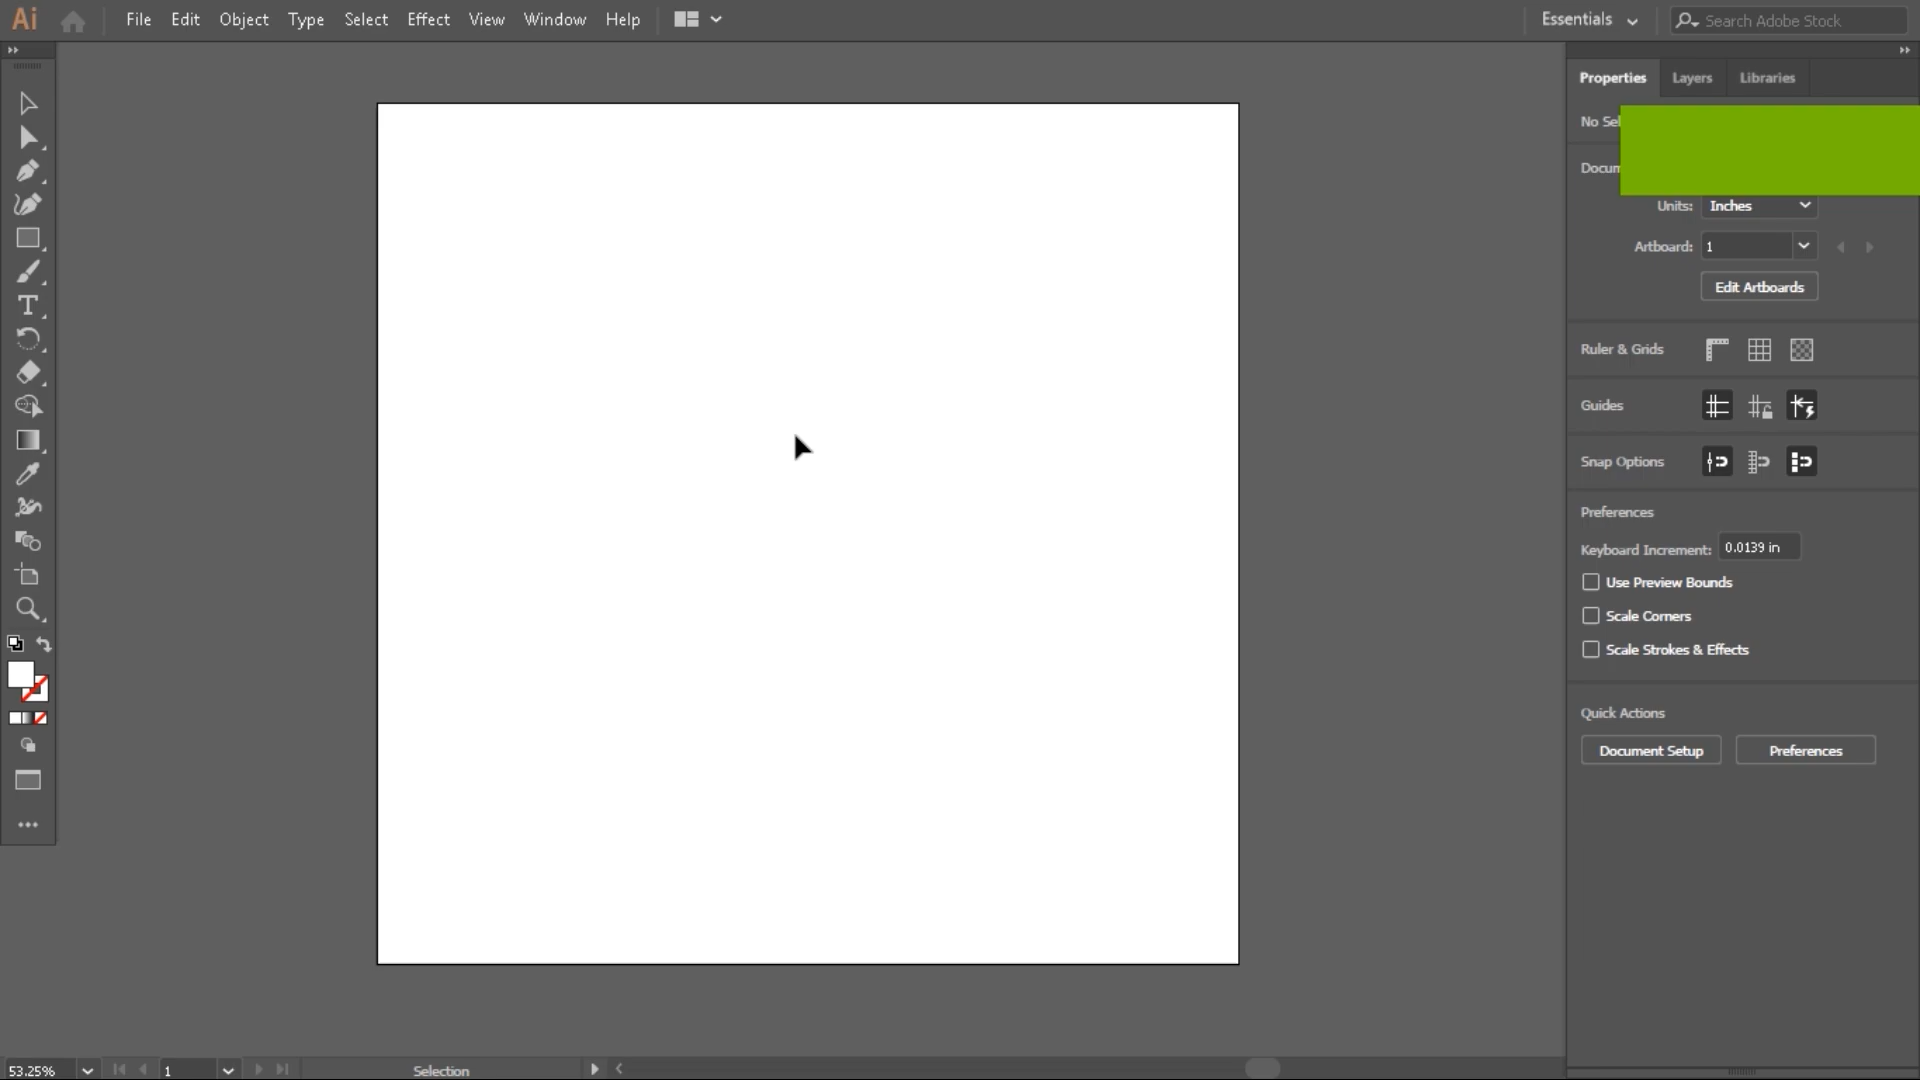 Ai File Edit Object Type Select Effect View Window Help Essentials Search Adobe Stock
Properties Layers Libraries
No Sel
Docum
Units: Inches
Artboard: 1
Edit Artboards
Ruler & Grids
Guides
Snap Options
Preferences
Keyboard Increment: 0.0139 in
Use Preview Bounds
Scale Corners
Scale Strokes & Effects
Quick Actions
Document Setup Preferences
53.25% 1 Selection